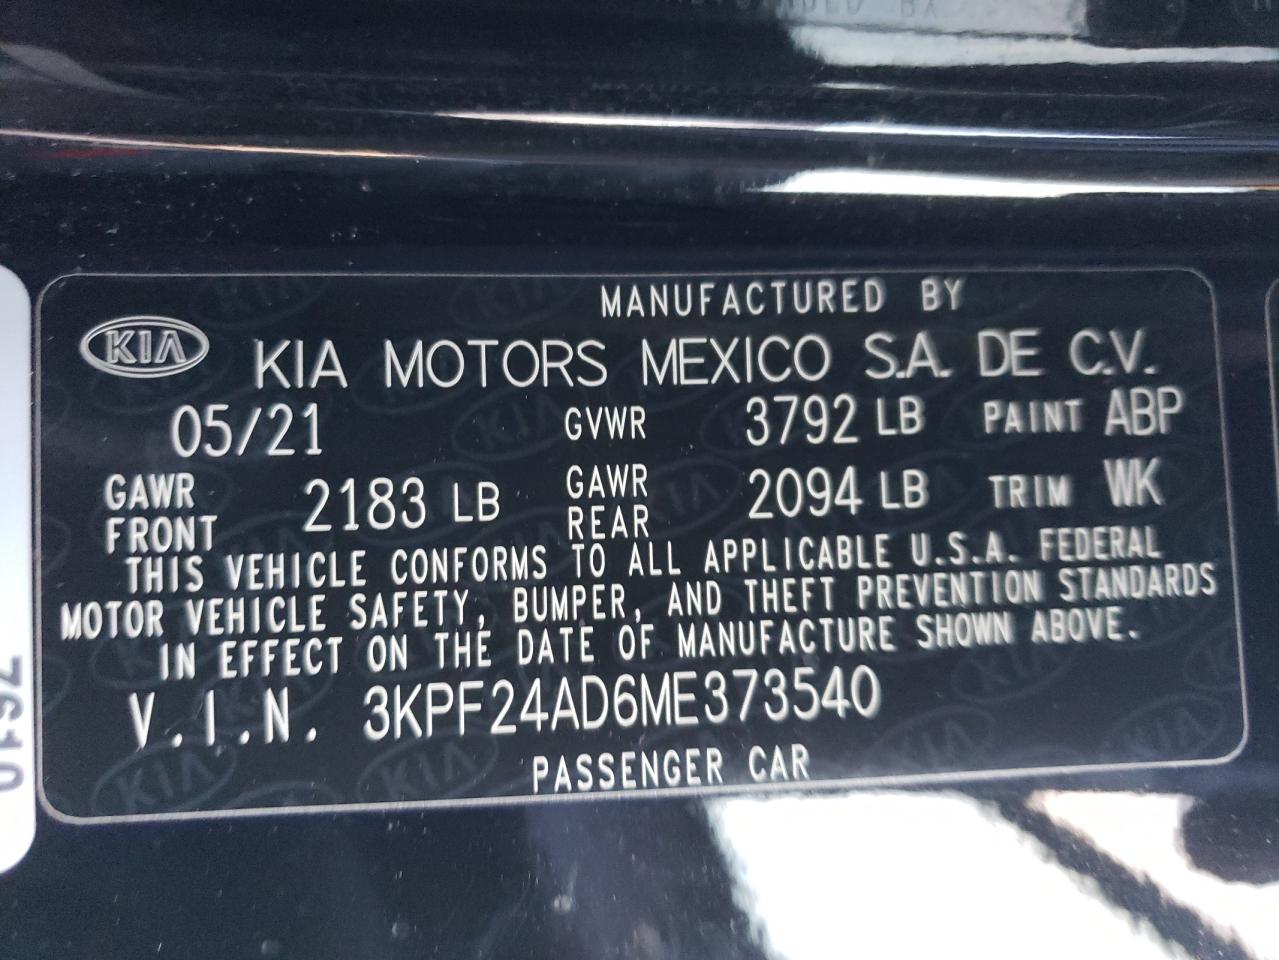 MANUFACTURED BY
KIA KIA MOTORS MEXICO S.A. DE C.V.
05/21 GVWR 3792 LB PAINT ABP
GAWR FRONT 2183 LB GAWR REAR 2094 LB TRIM WK
THIS VEHICLE CONFORMS TO ALL APPLICABLE U.S.A. FEDERAL
MOTOR VEHICLE SAFETY, BUMPER, AND THEFT PREVENTION STANDARDS
IN EFFECT ON THE DATE OF MANUFACTURE SHOWN ABOVE.
V.I.N. 3KPF24AD6ME373540
PASSENGER CAR